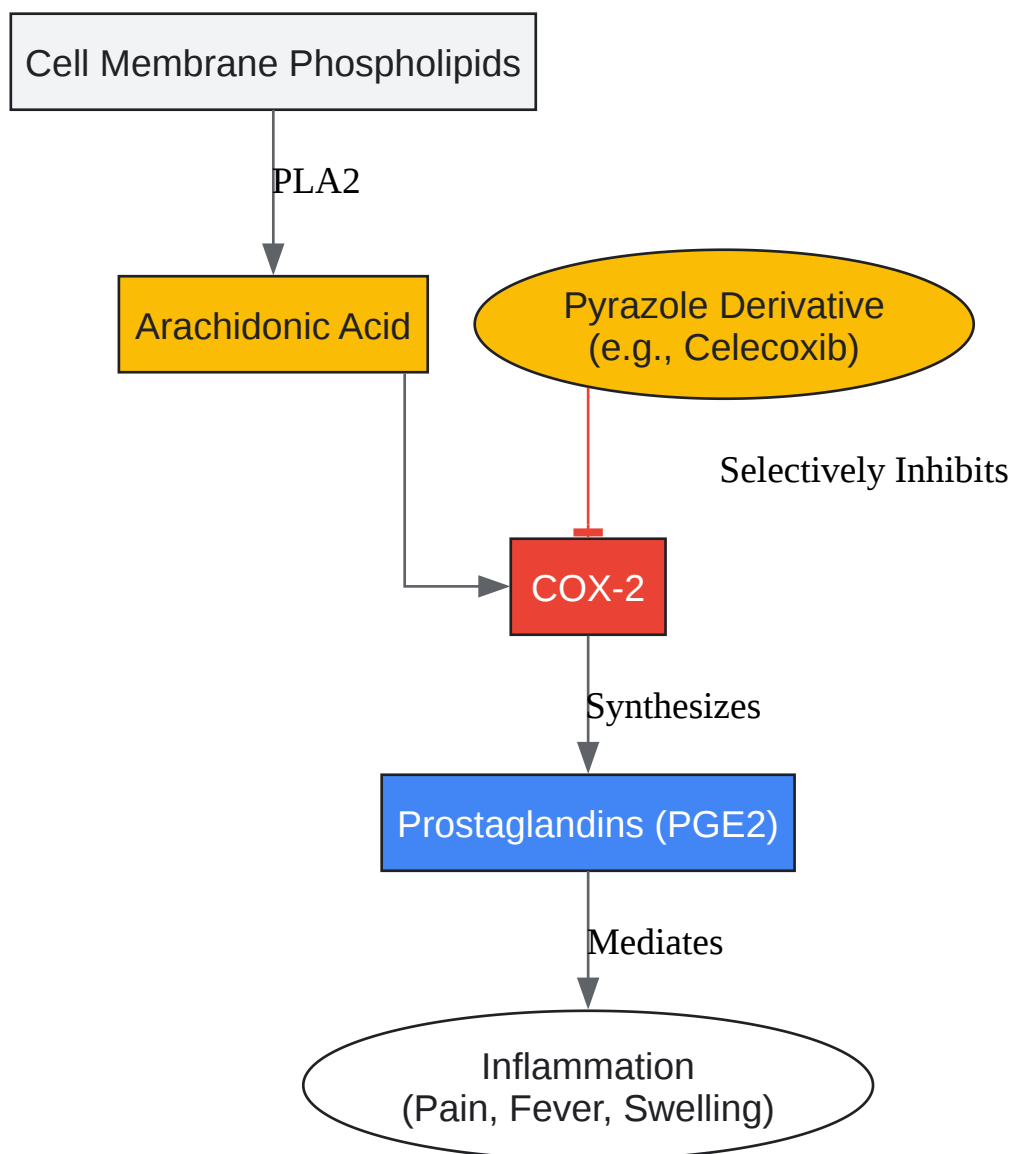 Cell Membrane Phospholipids
PLA2
Arachidonic Acid
Pyrazole Derivative
(e.g., Celecoxib)
Selectively Inhibits
COX-2
Synthesizes
Prostaglandins (PGE2)
Mediates
Inflammation
(Pain, Fever, Swelling)